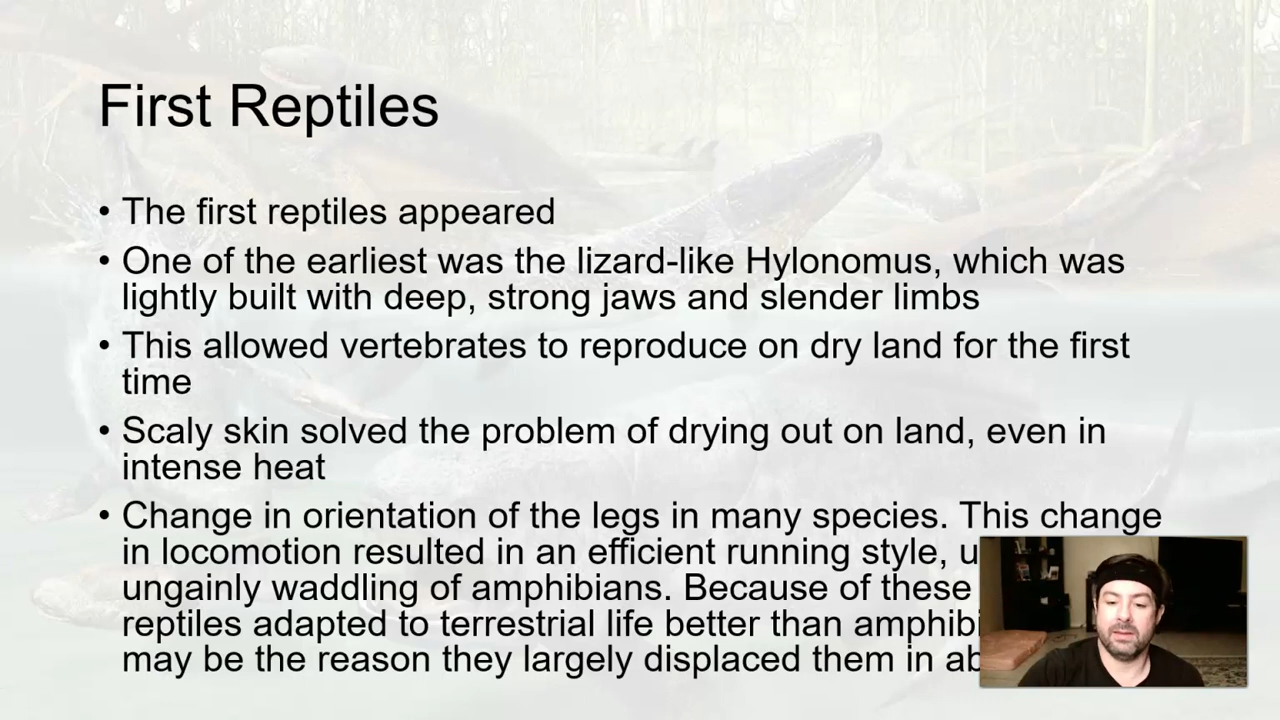 First Reptiles
• The first reptiles appeared
• One of the earliest was the lizard-like Hylonomus, which was
lightly built with deep, strong jaws and slender limbs
• This allowed vertebrates to reproduce on dry land for the first
time
• Scaly skin solved the problem of drying out on land, even in
intense heat
• Change in orientation of the legs in many species. This change
in locomotion resulted in an efficient running style,
ungainly waddling of amphibians. Because of these
reptiles adapted to terrestrial life better than
may be the reason they largely displaced them in